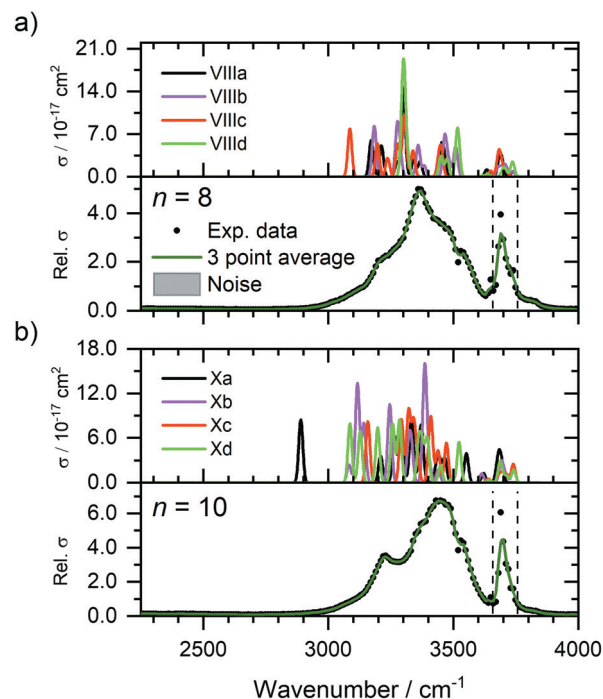 a)
21.0
14.0
7.0
0.0
σ / 10⁻¹⁷ cm²
VIIIa
VIIIb
VIIIc
VIIId
4.0
2.0
0.0
Rel. σ
n = 8
Exp. data
3 point average
Noise
b)
18.0
12.0
6.0
0.0
σ / 10⁻¹⁷ cm²
Xa
Xb
Xc
Xd
6.0
4.0
2.0
0.0
Rel. σ
n = 10
2500 3000 3500 4000
Wavenumber / cm⁻¹